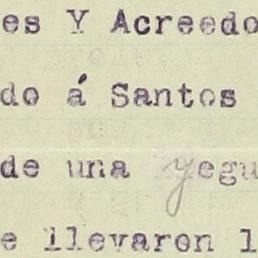 es Y Acreedo
do á Santos
de una yegu
e llevaron l